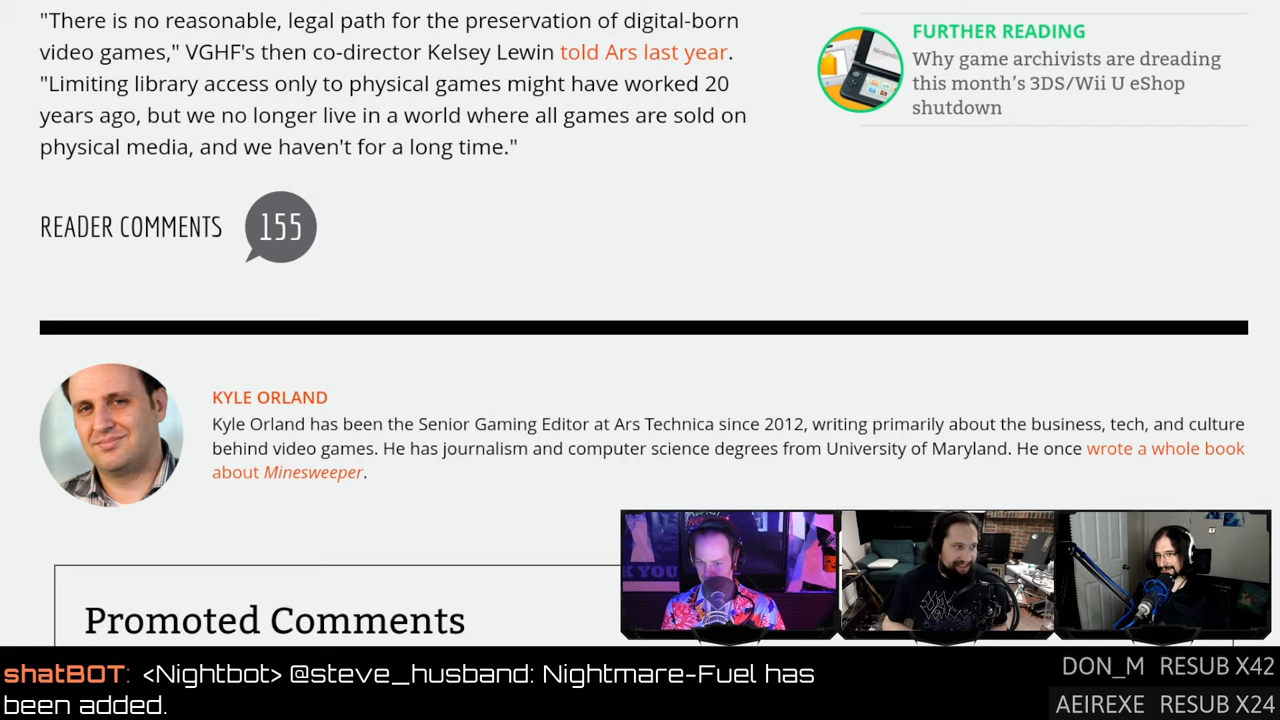 "There is no reasonable, legal path for the preservation of digital-born
video games," VGHF's then co-director Kelsey Lewin told Ars last year.
"Limiting library access only to physical games might have worked 20
years ago, but we no longer live in a world where all games are sold on
physical media, and we haven't for a long time."
FURTHER READING
Why game archivists are dreading
this month's 3DS/Wii U eShop
shutdown
READER COMMENTS 155
KYLE ORLAND
Kyle Orland has been the Senior Gaming Editor at Ars Technica since 2012, writing primarily about the business, tech, and culture
behind video games. He has journalism and computer science degrees from University of Maryland. He once wrote a whole book
about Minesweeper.
Promoted Comments
shatBOT: <Nightbot> @steve_husband: Nightmare-Fuel has
been added.
DON_M RESUB X42
AEIREXE RESUB X24